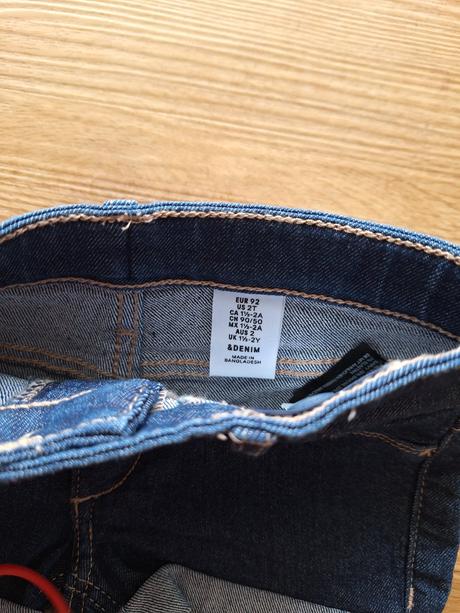 EUR 92
US 2T
CA 1½-2A
CN 90/50
MX 1½-2A
AUS 2
UK 1½-2Y
&DENIM
MADE IN
BANGLADESH